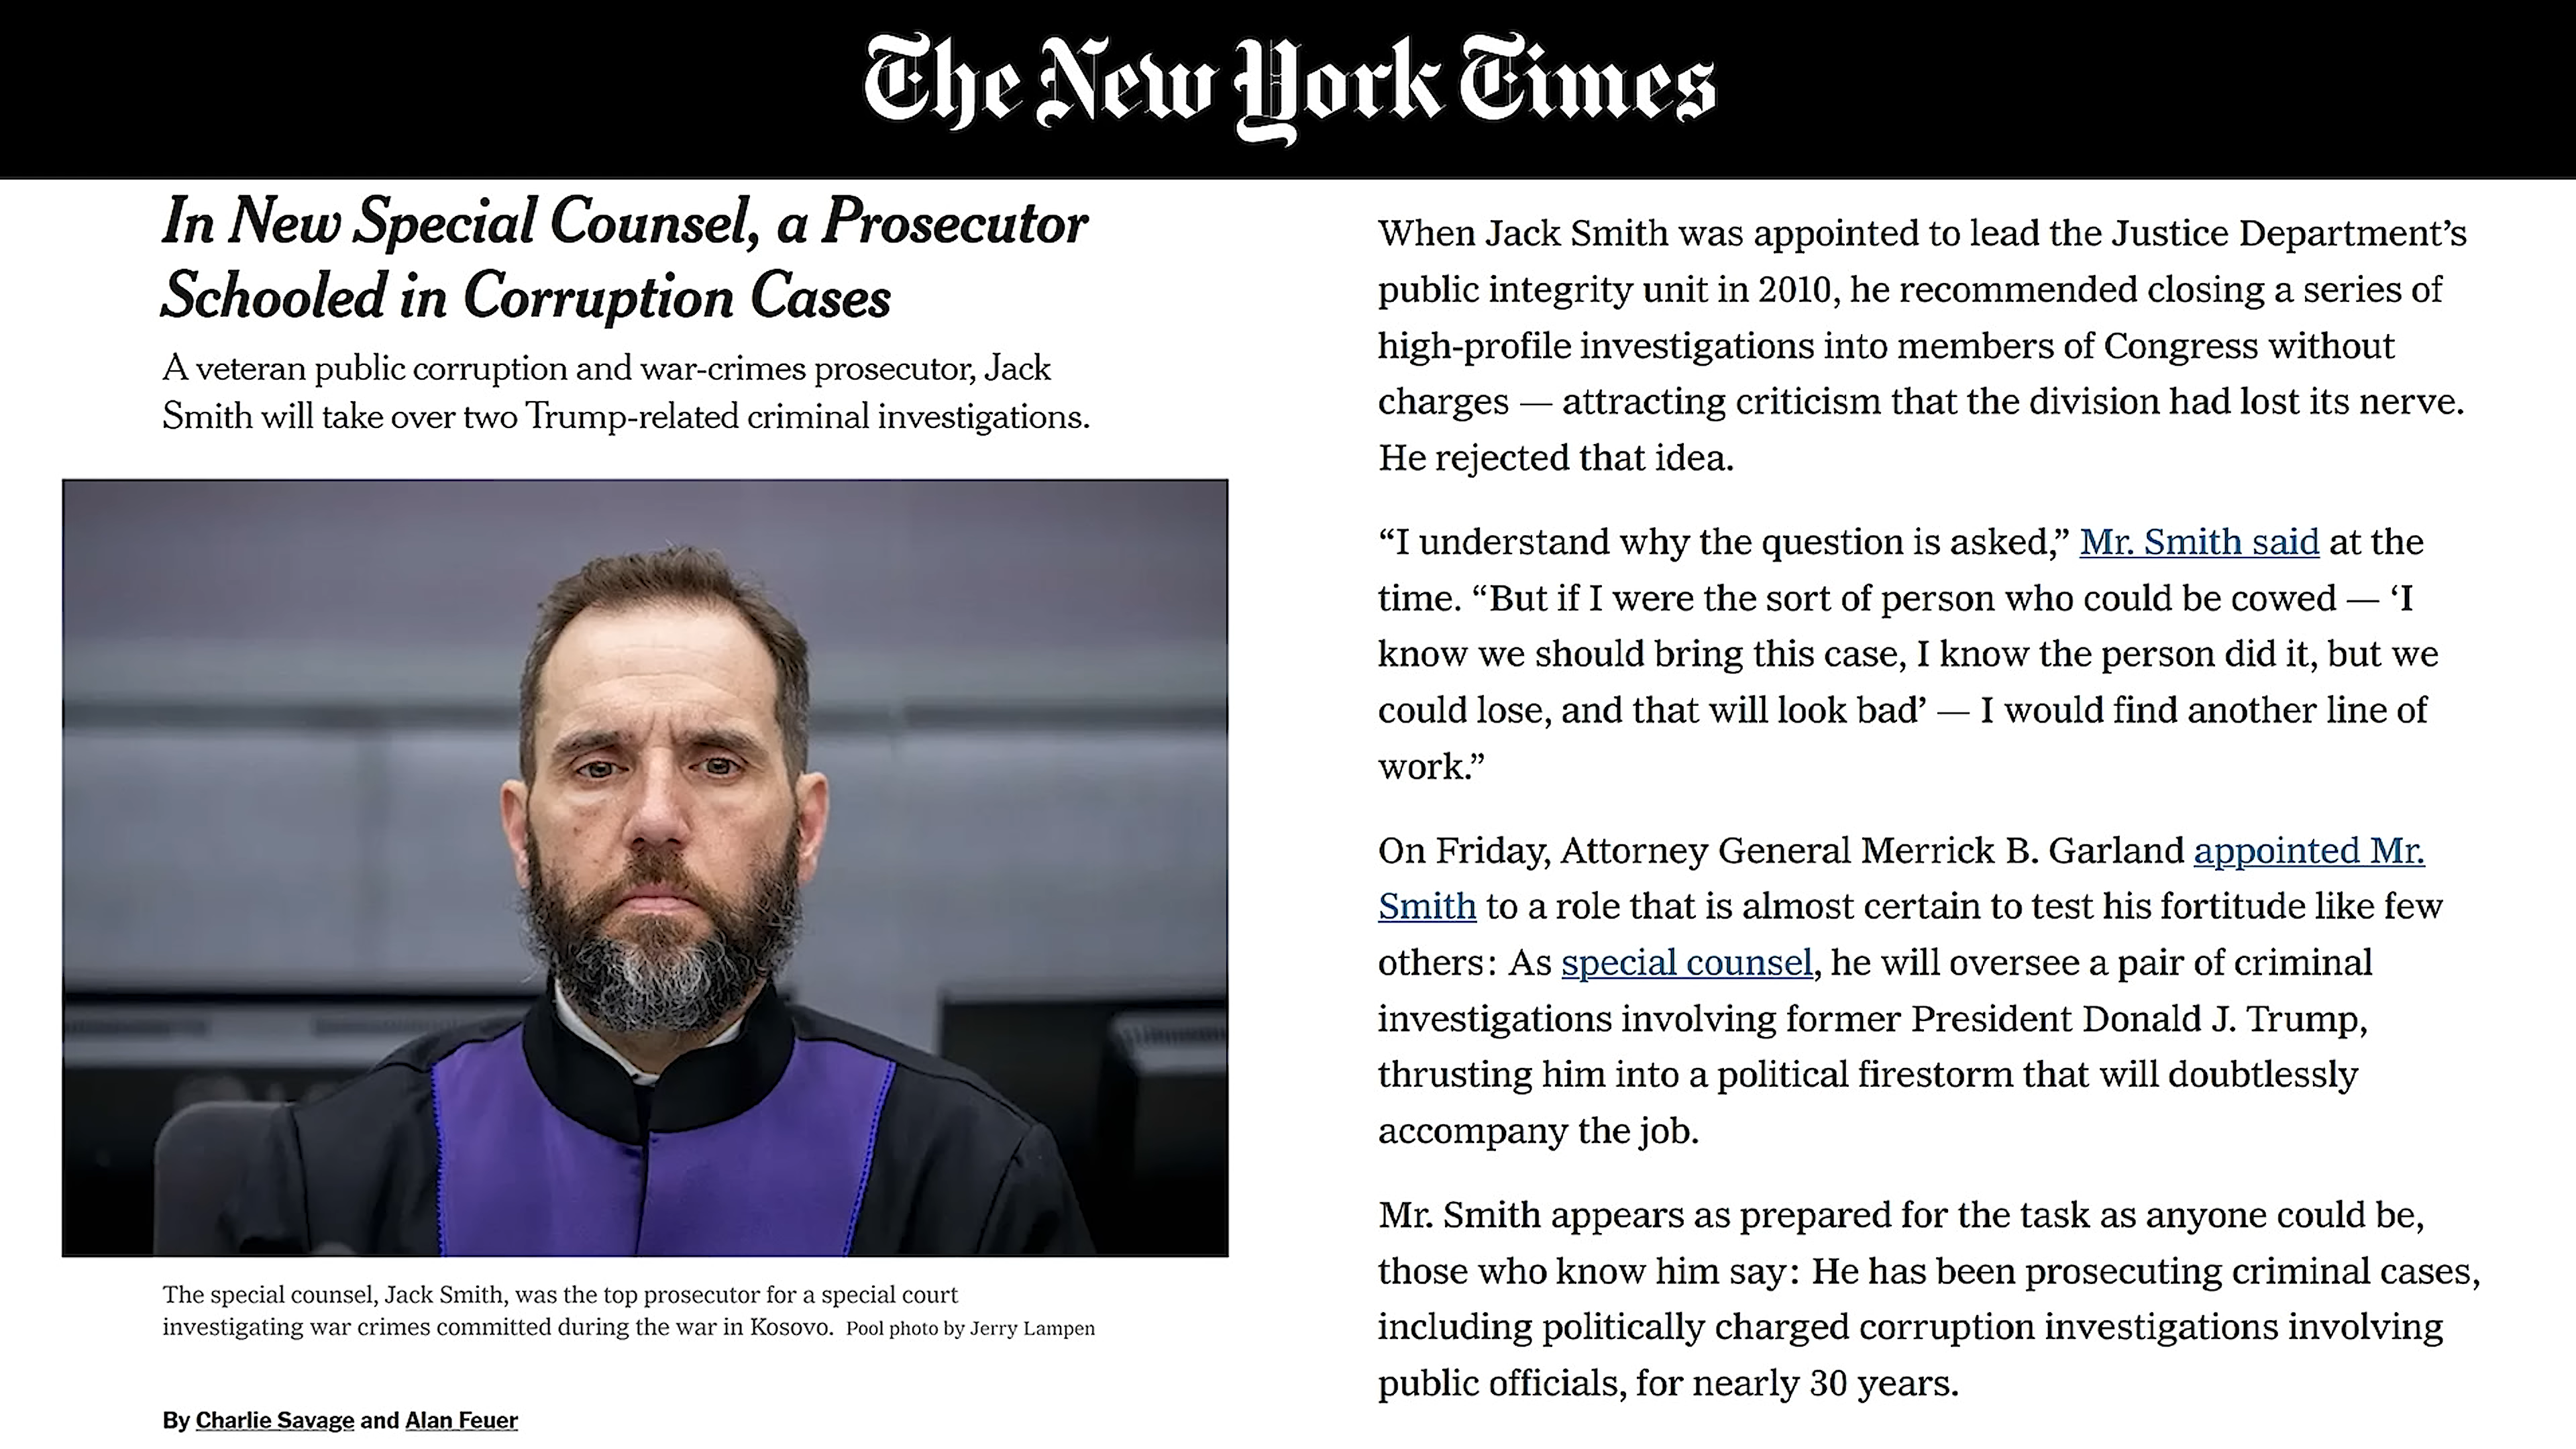 The New York Times
In New Special Counsel, a Prosecutor
Schooled in Corruption Cases
A veteran public corruption and war-crimes prosecutor, Jack
Smith will take over two Trump-related criminal investigations.
The special counsel, Jack Smith, was the top prosecutor for a special court
investigating war crimes committed during the war in Kosovo. Pool photo by Jerry Lampen
By Charlie Savage and Alan Feuer
When Jack Smith was appointed to lead the Justice Department’s
public integrity unit in 2010, he recommended closing a series of
high-profile investigations into members of Congress without
charges — attracting criticism that the division had lost its nerve.
He rejected that idea.
“I understand why the question is asked,” Mr. Smith said at the
time. “But if I were the sort of person who could be cowed — ‘I
know we should bring this case, I know the person did it, but we
could lose, and that will look bad’ — I would find another line of
work.”
On Friday, Attorney General Merrick B. Garland appointed Mr.
Smith to a role that is almost certain to test his fortitude like few
others: As special counsel, he will oversee a pair of criminal
investigations involving former President Donald J. Trump,
thrusting him into a political firestorm that will doubtlessly
accompany the job.
Mr. Smith appears as prepared for the task as anyone could be,
those who know him say: He has been prosecuting criminal cases,
including politically charged corruption investigations involving
public officials, for nearly 30 years.